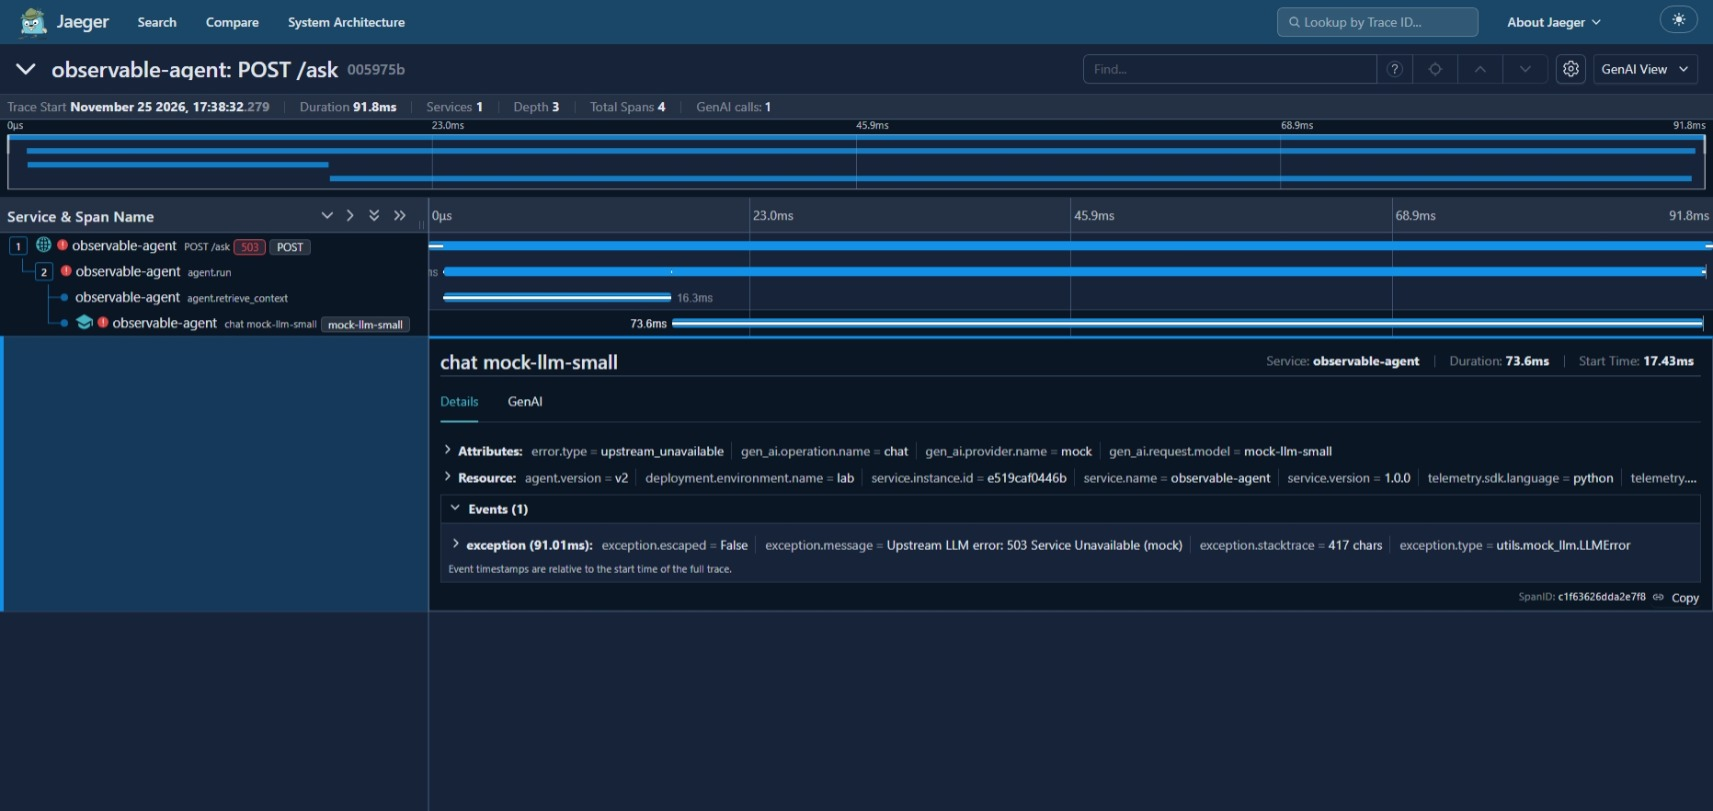 Jaeger Search Compare System Architecture Lookup by Trace ID... About Jaeger
observable-agent: POST /ask 005975b Find... ? GenAI View
Trace Start November 25 2026, 17:38:32.279 Duration 91.8ms Services 1 Depth 3 Total Spans 4 GenAI calls: 1
0μs 23.0ms 45.9ms 68.9ms 91.8ms
Service & Span Name 0μs 23.0ms 45.9ms 68.9ms 91.8ms
1 observable-agent POST /ask 503 POST
2 observable-agent agent.run
observable-agent agent.retrieve_context 16.3ms
observable-agent chat mock-llm-small mock-llm-small 73.6ms
chat mock-llm-small Service: observable-agent Duration: 73.6ms Start Time: 17.43ms
Details GenAI
Attributes: error.type = upstream_unavailable gen_ai.operation.name = chat gen_ai.provider.name = mock gen_ai.request.model = mock-llm-small
Resource: agent.version = v2 deployment.environment.name = lab service.instance.id = e519caf0446b service.name = observable-agent service.version = 1.0.0 telemetry.sdk.language = python telemetry....
Events (1)
exception (91.01ms): exception.escaped = False exception.message = Upstream LLM error: 503 Service Unavailable (mock) exception.stacktrace = 417 chars exception.type = utils.mock_llm.LLMError
Event timestamps are relative to the start time of the full trace.
SpanID: c1f63626dda2e7f8 Copy